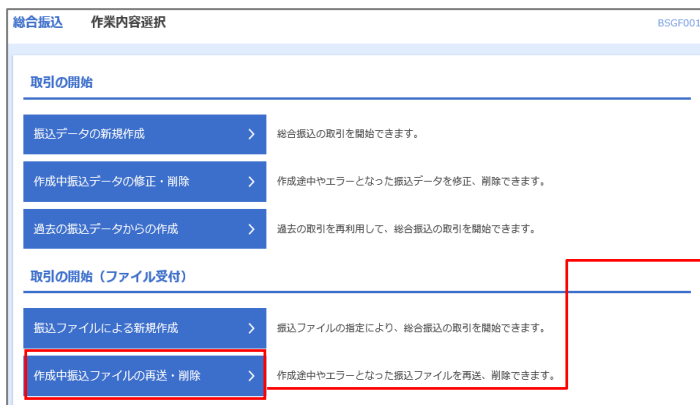 総合振込 作業内容選択 BSGF001
取引の開始
振込データの新規作成 総合振込の取引を開始できます。
作成中振込データの修正・削除 作成途中やエラーとなった振込データを修正、削除できます。
過去の振込データからの作成 過去の取引を再利用して、総合振込の取引を開始できます。
取引の開始（ファイル受付）
振込ファイルによる新規作成 振込ファイルの指定により、総合振込の取引を開始できます。
作成中振込ファイルの再送・削除 作成途中やエラーとなった振込ファイルを再送、削除できます。